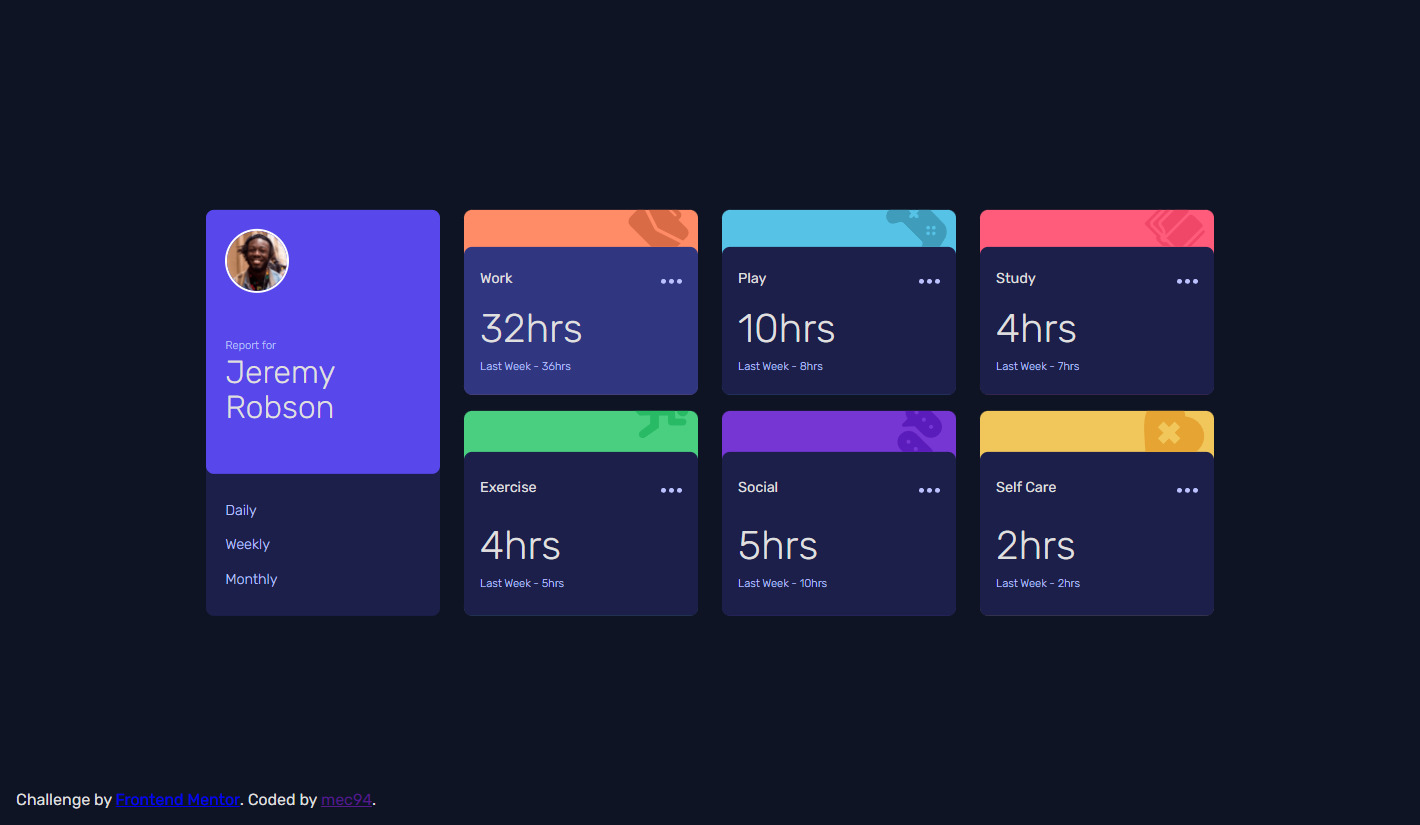 Report for
Jeremy
Robson
Daily
Weekly
Monthly
Work
32hrs
Last Week - 36hrs
Play
10hrs
Last Week - 8hrs
Study
4hrs
Last Week - 7hrs
Exercise
4hrs
Last Week - 5hrs
Social
5hrs
Last Week - 10hrs
Self Care
2hrs
Last Week - 2hrs
Challenge by Frontend Mentor. Coded by mec94.